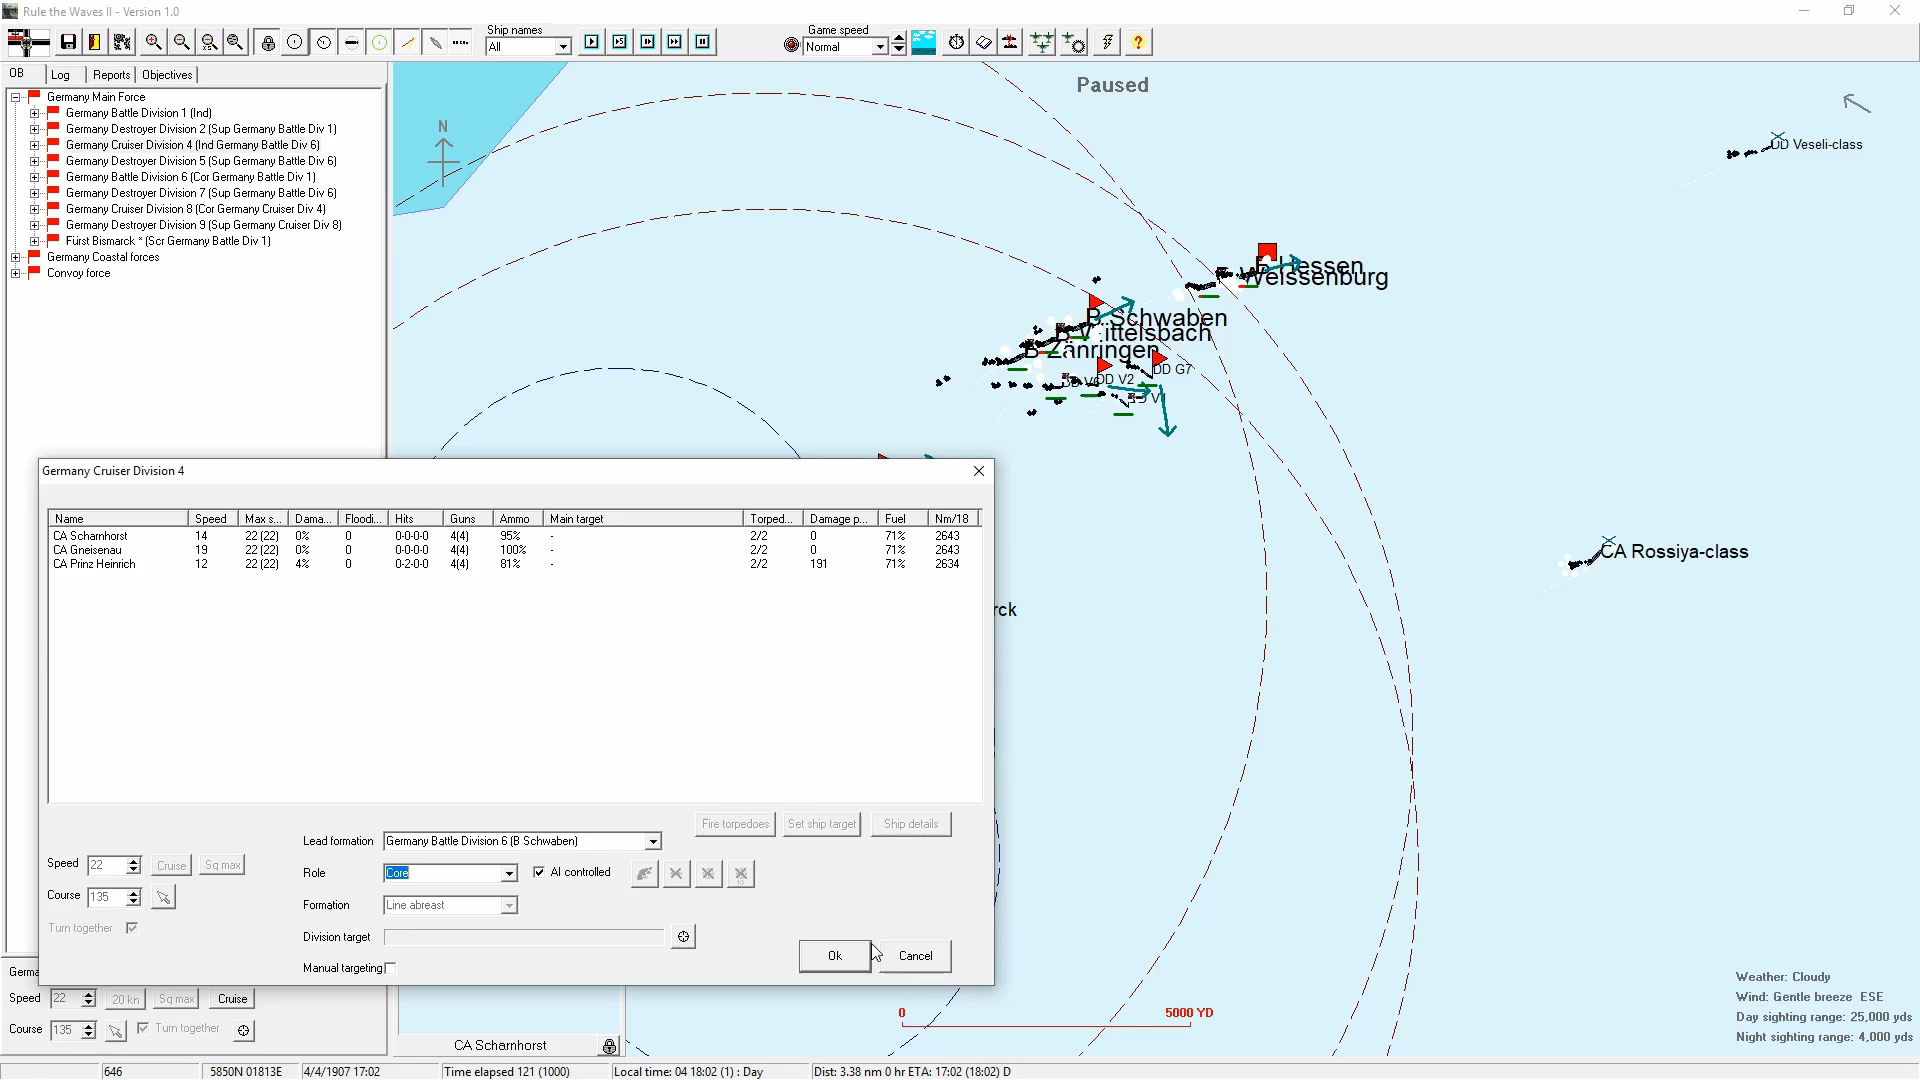 Rule the Waves II - Version 1.0
Ship names
All
Game speed
Normal
OB
Log
Reports
Objectives
Germany Main Force
Germany Battle Division 1 (Ind)
Germany Destroyer Division 2 (Sup Germany Battle Div 1)
Germany Cruiser Division 4 (Ind Germany Battle Div 6)
Germany Destroyer Division 5 (Sup Germany Battle Div 6)
Germany Battle Division 6 (Cor Germany Battle Div 1)
Germany Destroyer Division 7 (Sup Germany Battle Div 6)
Germany Cruiser Division 8 (Cor Germany Cruiser Div 4)
Germany Destroyer Division 9 (Sup Germany Cruiser Div 8)
Fürst Bismarck * (Scr Germany Battle Div 1)
Germany Coastal forces
Convoy force
Paused
N
DD Veseli-class
B Hessen
Weissenburg
B Schwaben
B Wittelsbach
B Zähringen
DD G7
DD V2
CA Rossiya-class
rck
Germany Cruiser Division 4
Name Speed Max s... Dama... Floodi... Hits Guns Ammo Main target Torped... Damage p... Fuel Nm/18
CA Scharnhorst 14 22 (22) 0% 0 0-0-0-0 4(4) 95% - 2/2 0 71% 2643
CA Gneisenau 19 22 (22) 0% 0 0-0-0-0 4(4) 100% - 2/2 0 71% 2643
CA Prinz Heinrich 12 22 (22) 4% 0 0-2-0-0 4(4) 81% - 2/2 191 71% 2634
Fire torpedoes Set ship target Ship details
Lead formation Germany Battle Division 6 (B Schwaben)
Speed 22 Cruise Sq max
Role Core AI controlled
Course 135
Formation Line abreast
Turn together
Division target
Manual targeting
Ok Cancel
Germa
Speed 22 20 kn Sq max Cruise
Course 135 Turn together
CA Scharnhorst
0 5000 YD
Weather: Cloudy
Wind: Gentle breeze ESE
Day sighting range: 25,000 yds
Night sighting range: 4,000 yds
646 5850N 01813E 4/4/1907 17:02 Time elapsed 121 (1000) Local time: 04 18:02 (1) : Day Dist: 3.38 nm 0 hr ETA: 17:02 (18:02) D